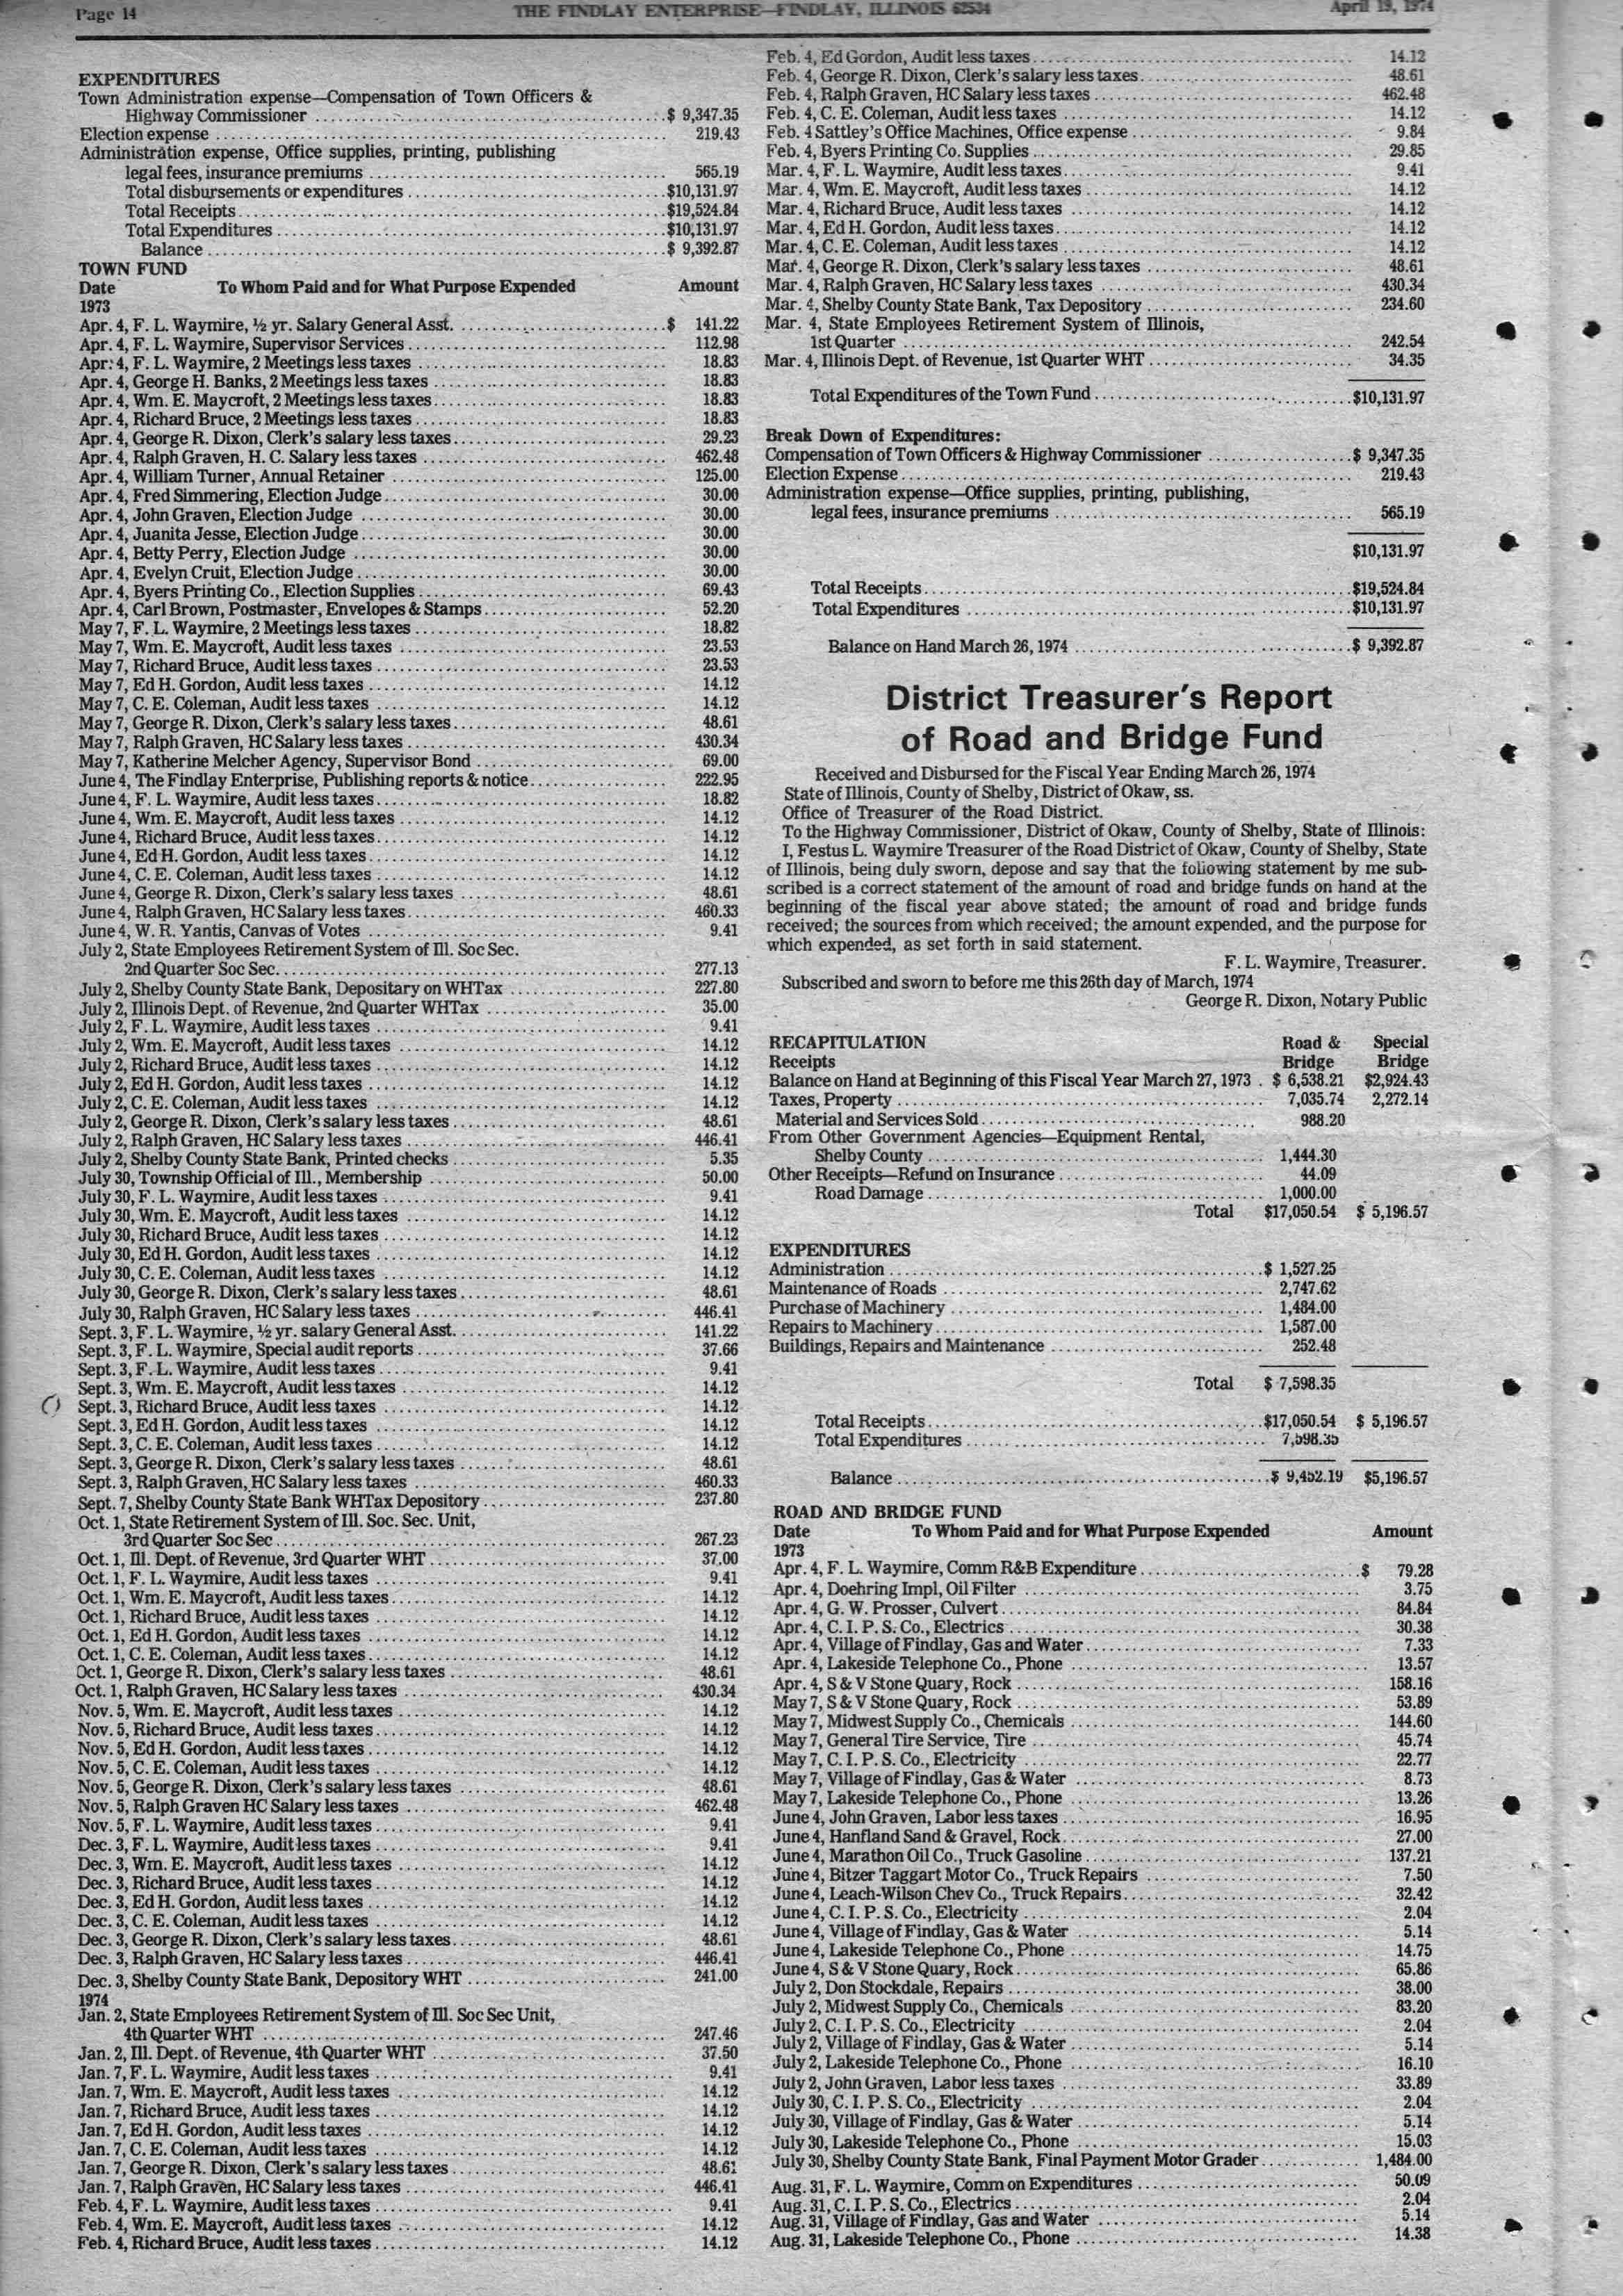 Page 14
THE FINDLAY ENTERPRISE—FINDLAY, ILLINOIS 62534
April 19, 1974
EXPENDITURES
Town Administration expense—Compensation of Town Officers &
Highway Commissioner $ 9,347.35
Election expense 219.43
Administration expense, Office supplies, printing, publishing
legal fees, insurance premiums 565.19
Total disbursements or expenditures $10,131.97
Total Receipts $19,524.84
Total Expenditures $10,131.97
Balance $ 9,392.87
TOWN FUND
Date To Whom Paid and for What Purpose Expended Amount
1973
Apr. 4, F. L. Waymire, ½ yr. Salary General Asst. $ 141.22
Apr. 4, F. L. Waymire, Supervisor Services 112.98
Apr. 4, F. L. Waymire, 2 Meetings less taxes 18.83
Apr. 4, George H. Banks, 2 Meetings less taxes 18.83
Apr. 4, Wm. E. Maycroft, 2 Meetings less taxes 18.83
Apr. 4, Richard Bruce, 2 Meetings less taxes 18.83
Apr. 4, George R. Dixon, Clerk's salary less taxes 29.23
Apr. 4, Ralph Graven, H. C. Salary less taxes 462.48
Apr. 4, William Turner, Annual Retainer 125.00
Apr. 4, Fred Simmering, Election Judge 30.00
Apr. 4, John Graven, Election Judge 30.00
Apr. 4, Juanita Jesse, Election Judge 30.00
Apr. 4, Betty Perry, Election Judge 30.00
Apr. 4, Evelyn Cruit, Election Judge 30.00
Apr. 4, Byers Printing Co., Election Supplies 69.43
Apr. 4, Carl Brown, Postmaster, Envelopes & Stamps 52.20
May 7, F. L. Waymire, 2 Meetings less taxes 18.82
May 7, Wm. E. Maycroft, Audit less taxes 23.53
May 7, Richard Bruce, Audit less taxes 23.53
May 7, Ed H. Gordon, Audit less taxes 14.12
May 7, C. E. Coleman, Audit less taxes 14.12
May 7, George R. Dixon, Clerk's salary less taxes 48.61
May 7, Ralph Graven, HC Salary less taxes 430.34
May 7, Katherine Melcher Agency, Supervisor Bond 69.00
June 4, The Findlay Enterprise, Publishing reports & notice 222.95
June 4, F. L. Waymire, Audit less taxes 18.82
June 4, Wm. E. Maycroft, Audit less taxes 14.12
June 4, Richard Bruce, Audit less taxes 14.12
June 4, Ed H. Gordon, Audit less taxes 14.12
June 4, C. E. Coleman, Audit less taxes 14.12
June 4, George R. Dixon, Clerk's salary less taxes 48.61
June 4, Ralph Graven, HC Salary less taxes 460.33
June 4, W. R. Yantis, Canvas of Votes 9.41
July 2, State Employees Retirement System of Ill. Soc Sec.
2nd Quarter Soc Sec. 277.13
July 2, Shelby County State Bank, Depositary on WHTax 227.80
July 2, Illinois Dept. of Revenue, 2nd Quarter WHTax 35.00
July 2, F. L. Waymire, Audit less taxes 9.41
July 2, Wm. E. Maycroft, Audit less taxes 14.12
July 2, Richard Bruce, Audit less taxes 14.12
July 2, Ed H. Gordon, Audit less taxes 14.12
July 2, C. E. Coleman, Audit less taxes 14.12
July 2, George R. Dixon, Clerk's salary less taxes 48.61
July 2, Ralph Graven, HC Salary less taxes 446.41
July 2, Shelby County State Bank, Printed checks 5.35
July 30, Township Official of Ill., Membership 50.00
July 30, F. L. Waymire, Audit less taxes 9.41
July 30, Wm. E. Maycroft, Audit less taxes 14.12
July 30, Richard Bruce, Audit less taxes 14.12
July 30, Ed H. Gordon, Audit less taxes 14.12
July 30, C. E. Coleman, Audit less taxes 14.12
July 30, George R. Dixon, Clerk's salary less taxes 48.61
July 30, Ralph Graven, HC Salary less taxes 446.41
Sept. 3, F. L. Waymire, ½ yr. salary General Asst. 141.22
Sept. 3, F. L. Waymire, Special audit reports 37.66
Sept. 3, F. L. Waymire, Audit less taxes 9.41
Sept. 3, Wm. E. Maycroft, Audit less taxes 14.12
Sept. 3, Richard Bruce, Audit less taxes 14.12
Sept. 3, Ed H. Gordon, Audit less taxes 14.12
Sept. 3, C. E. Coleman, Audit less taxes 14.12
Sept. 3, George R. Dixon, Clerk's salary less taxes 48.61
Sept. 3, Ralph Graven, HC Salary less taxes 460.33
Sept. 7, Shelby County State Bank WHTax Depository 237.80
Oct. 1, State Retirement System of Ill. Soc. Sec. Unit,
3rd Quarter Soc Sec 267.23
Oct. 1, Ill. Dept. of Revenue, 3rd Quarter WHT 37.00
Oct. 1, F. L. Waymire, Audit less taxes 9.41
Oct. 1, Wm. E. Maycroft, Audit less taxes 14.12
Oct. 1, Richard Bruce, Audit less taxes 14.12
Oct. 1, Ed H. Gordon, Audit less taxes 14.12
Oct. 1, C. E. Coleman, Audit less taxes 14.12
Oct. 1, George R. Dixon, Clerk's salary less taxes 48.61
Oct. 1, Ralph Graven, HC Salary less taxes 430.34
Nov. 5, Wm. E. Maycroft, Audit less taxes 14.12
Nov. 5, Richard Bruce, Audit less taxes 14.12
Nov. 5, Ed H. Gordon, Audit less taxes 14.12
Nov. 5, C. E. Coleman, Audit less taxes 14.12
Nov. 5, George R. Dixon, Clerk's salary less taxes 48.61
Nov. 5, Ralph Graven HC Salary less taxes 462.48
Nov. 5, F. L. Waymire, Audit less taxes 9.41
Dec. 3, F. L. Waymire, Audit less taxes 9.41
Dec. 3, Wm. E. Maycroft, Audit less taxes 14.12
Dec. 3, Richard Bruce, Audit less taxes 14.12
Dec. 3, Ed H. Gordon, Audit less taxes 14.12
Dec. 3, C. E. Coleman, Audit less taxes 14.12
Dec. 3, George R. Dixon, Clerk's salary less taxes 48.61
Dec. 3, Ralph Graven, HC Salary less taxes 446.41
Dec. 3, Shelby County State Bank, Depository WHT 241.00
1974
Jan. 2, State Employees Retirement System of Ill. Soc Sec Unit,
4th Quarter WHT 247.46
Jan. 2, Ill. Dept. of Revenue, 4th Quarter WHT 37.50
Jan. 7, F. L. Waymire, Audit less taxes 9.41
Jan. 7, Wm. E. Maycroft, Audit less taxes 14.12
Jan. 7, Richard Bruce, Audit less taxes 14.12
Jan. 7, Ed H. Gordon, Audit less taxes 14.12
Jan. 7, C. E. Coleman, Audit less taxes 14.12
Jan. 7, George R. Dixon, Clerk's salary less taxes 48.61
Jan. 7, Ralph Graven, HC Salary less taxes 446.41
Feb. 4, F. L. Waymire, Audit less taxes 9.41
Feb. 4, Wm. E. Maycroft, Audit less taxes 14.12
Feb. 4, Richard Bruce, Audit less taxes 14.12
Feb. 4, Ed Gordon, Audit less taxes 14.12
Feb. 4, George R. Dixon, Clerk's salary less taxes 48.61
Feb. 4, Ralph Graven, HC Salary less taxes 462.48
Feb. 4, C. E. Coleman, Audit less taxes 14.12
Feb. 4 Sattley's Office Machines, Office expense 9.84
Feb. 4, Byers Printing Co. Supplies 29.85
Mar. 4, F. L. Waymire, Audit less taxes 9.41
Mar. 4, Wm. E. Maycroft, Audit less taxes 14.12
Mar. 4, Richard Bruce, Audit less taxes 14.12
Mar. 4, Ed H. Gordon, Audit less taxes 14.12
Mar. 4, C. E. Coleman, Audit less taxes 14.12
Mar. 4, George R. Dixon, Clerk's salary less taxes 48.61
Mar. 4, Ralph Graven, HC Salary less taxes 430.34
Mar. 4, Shelby County State Bank, Tax Depository 234.60
Mar. 4, State Employees Retirement System of Illinois,
1st Quarter 242.54
Mar. 4, Illinois Dept. of Revenue, 1st Quarter WHT 34.35
Total Expenditures of the Town Fund $10,131.97
Break Down of Expenditures:
Compensation of Town Officers & Highway Commissioner $ 9,347.35
Election Expense 219.43
Administration expense—Office supplies, printing, publishing,
legal fees, insurance premiums 565.19
$10,131.97
Total Receipts $19,524.84
Total Expenditures $10,131.97
Balance on Hand March 26, 1974 $ 9,392.87
District Treasurer's Report
of Road and Bridge Fund
Received and Disbursed for the Fiscal Year Ending March 26, 1974
State of Illinois, County of Shelby, District of Okaw, ss.
Office of Treasurer of the Road District.
To the Highway Commissioner, District of Okaw, County of Shelby, State of Illinois:
I, Festus L. Waymire Treasurer of the Road District of Okaw, County of Shelby, State
of Illinois, being duly sworn, depose and say that the following statement by me sub-
scribed is a correct statement of the amount of road and bridge funds on hand at the
beginning of the fiscal year above stated; the amount of road and bridge funds
received; the sources from which received; the amount expended, and the purpose for
which expended, as set forth in said statement.
F. L. Waymire, Treasurer.
Subscribed and sworn to before me this 26th day of March, 1974
George R. Dixon, Notary Public
RECAPITULATION Road & Special
Receipts Bridge Bridge
Balance on Hand at Beginning of this Fiscal Year March 27, 1973 . $ 6,538.21 $2,924.43
Taxes, Property 7,035.74 2,272.14
Material and Services Sold 988.20
From Other Government Agencies—Equipment Rental,
Shelby County 1,444.30
Other Receipts—Refund on Insurance 44.09
Road Damage 1,000.00
Total $17,050.54 $ 5,196.57
EXPENDITURES
Administration $ 1,527.25
Maintenance of Roads 2,747.62
Purchase of Machinery 1,484.00
Repairs to Machinery 1,587.00
Buildings, Repairs and Maintenance 252.48
Total $ 7,598.35
Total Receipts $17,050.54 $ 5,196.57
Total Expenditures 7,598.35
Balance $ 9,452.19 $5,196.57
ROAD AND BRIDGE FUND
Date To Whom Paid and for What Purpose Expended Amount
1973
Apr. 4, F. L. Waymire, Comm R&B Expenditure $ 79.28
Apr. 4, Doehring Impl, Oil Filter 3.75
Apr. 4, G. W. Prosser, Culvert 84.84
Apr. 4, C. I. P. S. Co., Electrics 30.38
Apr. 4, Village of Findlay, Gas and Water 7.33
Apr. 4, Lakeside Telephone Co., Phone 13.57
Apr. 4, S & V Stone Quary, Rock 158.16
May 7, S & V Stone Quary, Rock 53.89
May 7, Midwest Supply Co., Chemicals 144.60
May 7, General Tire Service, Tire 45.74
May 7, C. I. P. S. Co., Electricity 22.77
May 7, Village of Findlay, Gas & Water 8.73
May 7, Lakeside Telephone Co., Phone 13.26
June 4, John Graven, Labor less taxes 16.95
June 4, Hanfland Sand & Gravel, Rock 27.00
June 4, Marathon Oil Co., Truck Gasoline 137.21
June 4, Bitzer Taggart Motor Co., Truck Repairs 7.50
June 4, Leach-Wilson Chev Co., Truck Repairs 32.42
June 4, C. I. P. S. Co., Electricity 2.04
June 4, Village of Findlay, Gas & Water 5.14
June 4, Lakeside Telephone Co., Phone 14.75
June 4, S & V Stone Quary, Rock 65.86
July 2, Don Stockdale, Repairs 38.00
July 2, Midwest Supply Co., Chemicals 83.20
July 2, C. I. P. S. Co., Electricity 2.04
July 2, Village of Findlay, Gas & Water 5.14
July 2, Lakeside Telephone Co., Phone 16.10
July 2, John Graven, Labor less taxes 33.89
July 30, C. I. P. S. Co., Electricity 2.04
July 30, Village of Findlay, Gas & Water 5.14
July 30, Lakeside Telephone Co., Phone 15.03
July 30, Shelby County State Bank, Final Payment Motor Grader 1,484.00
Aug. 31, F. L. Waymire, Comm on Expenditures 50.09
Aug. 31, C. I. P. S. Co., Electrics 2.04
Aug. 31, Village of Findlay, Gas and Water 5.14
Aug. 31, Lakeside Telephone Co., Phone 14.38